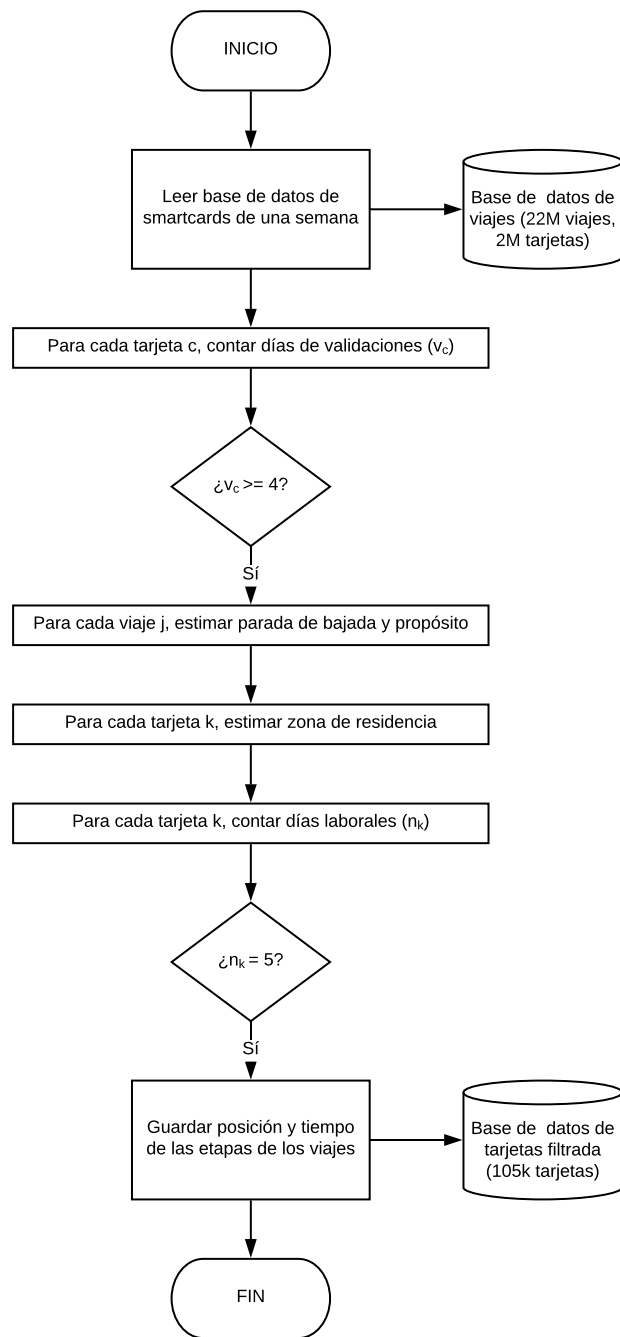 INICIO
Leer base de datos de
smartcards de una semana
Base de datos de
viajes (22M viajes,
2M tarjetas)
Para cada tarjeta c, contar días de validaciones (vc)
¿vc >= 4?
Sí
Para cada viaje j, estimar parada de bajada y propósito
Para cada tarjeta k, estimar zona de residencia
Para cada tarjeta k, contar días laborales (nk)
¿nk = 5?
Sí
Guardar posición y tiempo
de las etapas de los viajes
Base de datos de
tarjetas filtrada
(105k tarjetas)
FIN